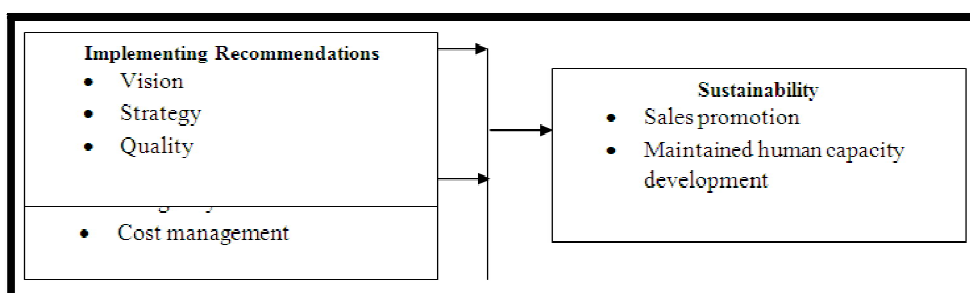 Implementing Recommendations
• Vision
• Strategy
• Quality
• Cost management
Sustainability
• Sales promotion
• Maintained human capacity
development